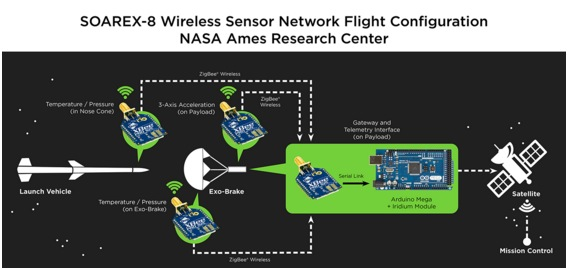 SOAREX-8 Wireless Sensor Network Flight Configuration
NASA Ames Research Center
ZigBee® Wireless
Temperature / Pressure
(in Nose Cone)
3-Axis Acceleration
(on Payload)
ZigBee®
Wireless
Gateway and
Telemetry Interface
(on Payload)
Serial Link
Launch Vehicle
Exo-Brake
Arduino Mega
+ Iridium Module
Satellite
Temperature / Pressure
(on Exo-Brake)
ZigBee® Wireless
Mission Control